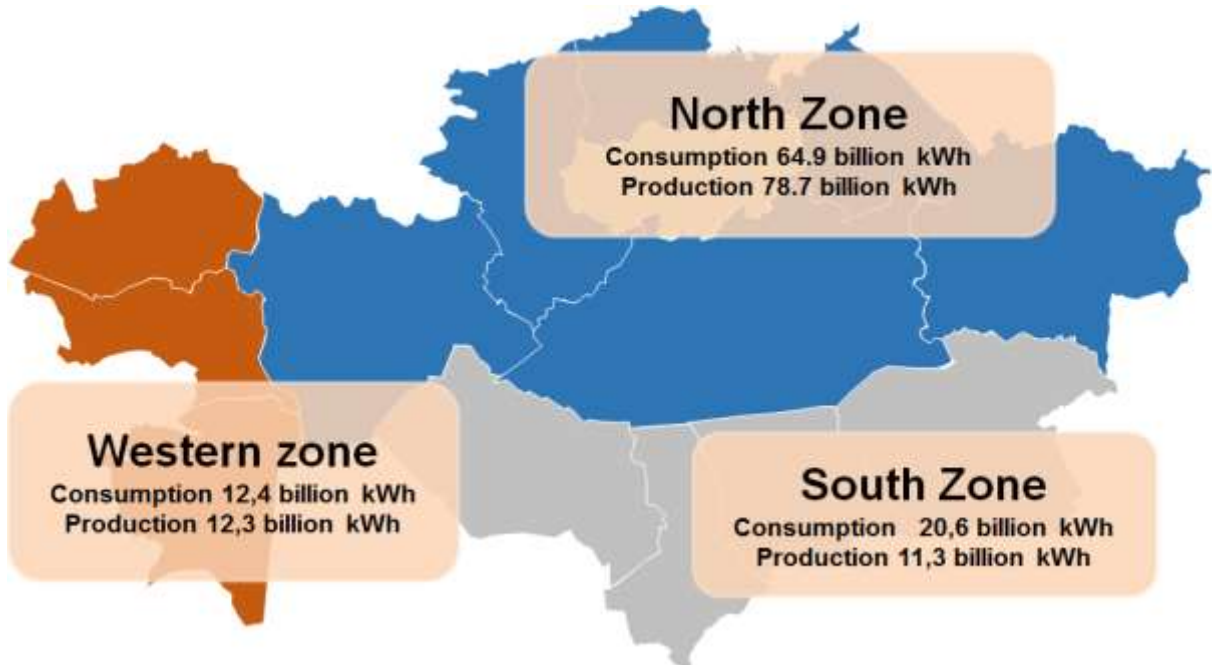 North Zone
Consumption 64.9 billion kWh
Production 78.7 billion kWh
Western zone
Consumption 12,4 billion kWh
Production 12,3 billion kWh
South Zone
Consumption 20,6 billion kWh
Production 11,3 billion kWh